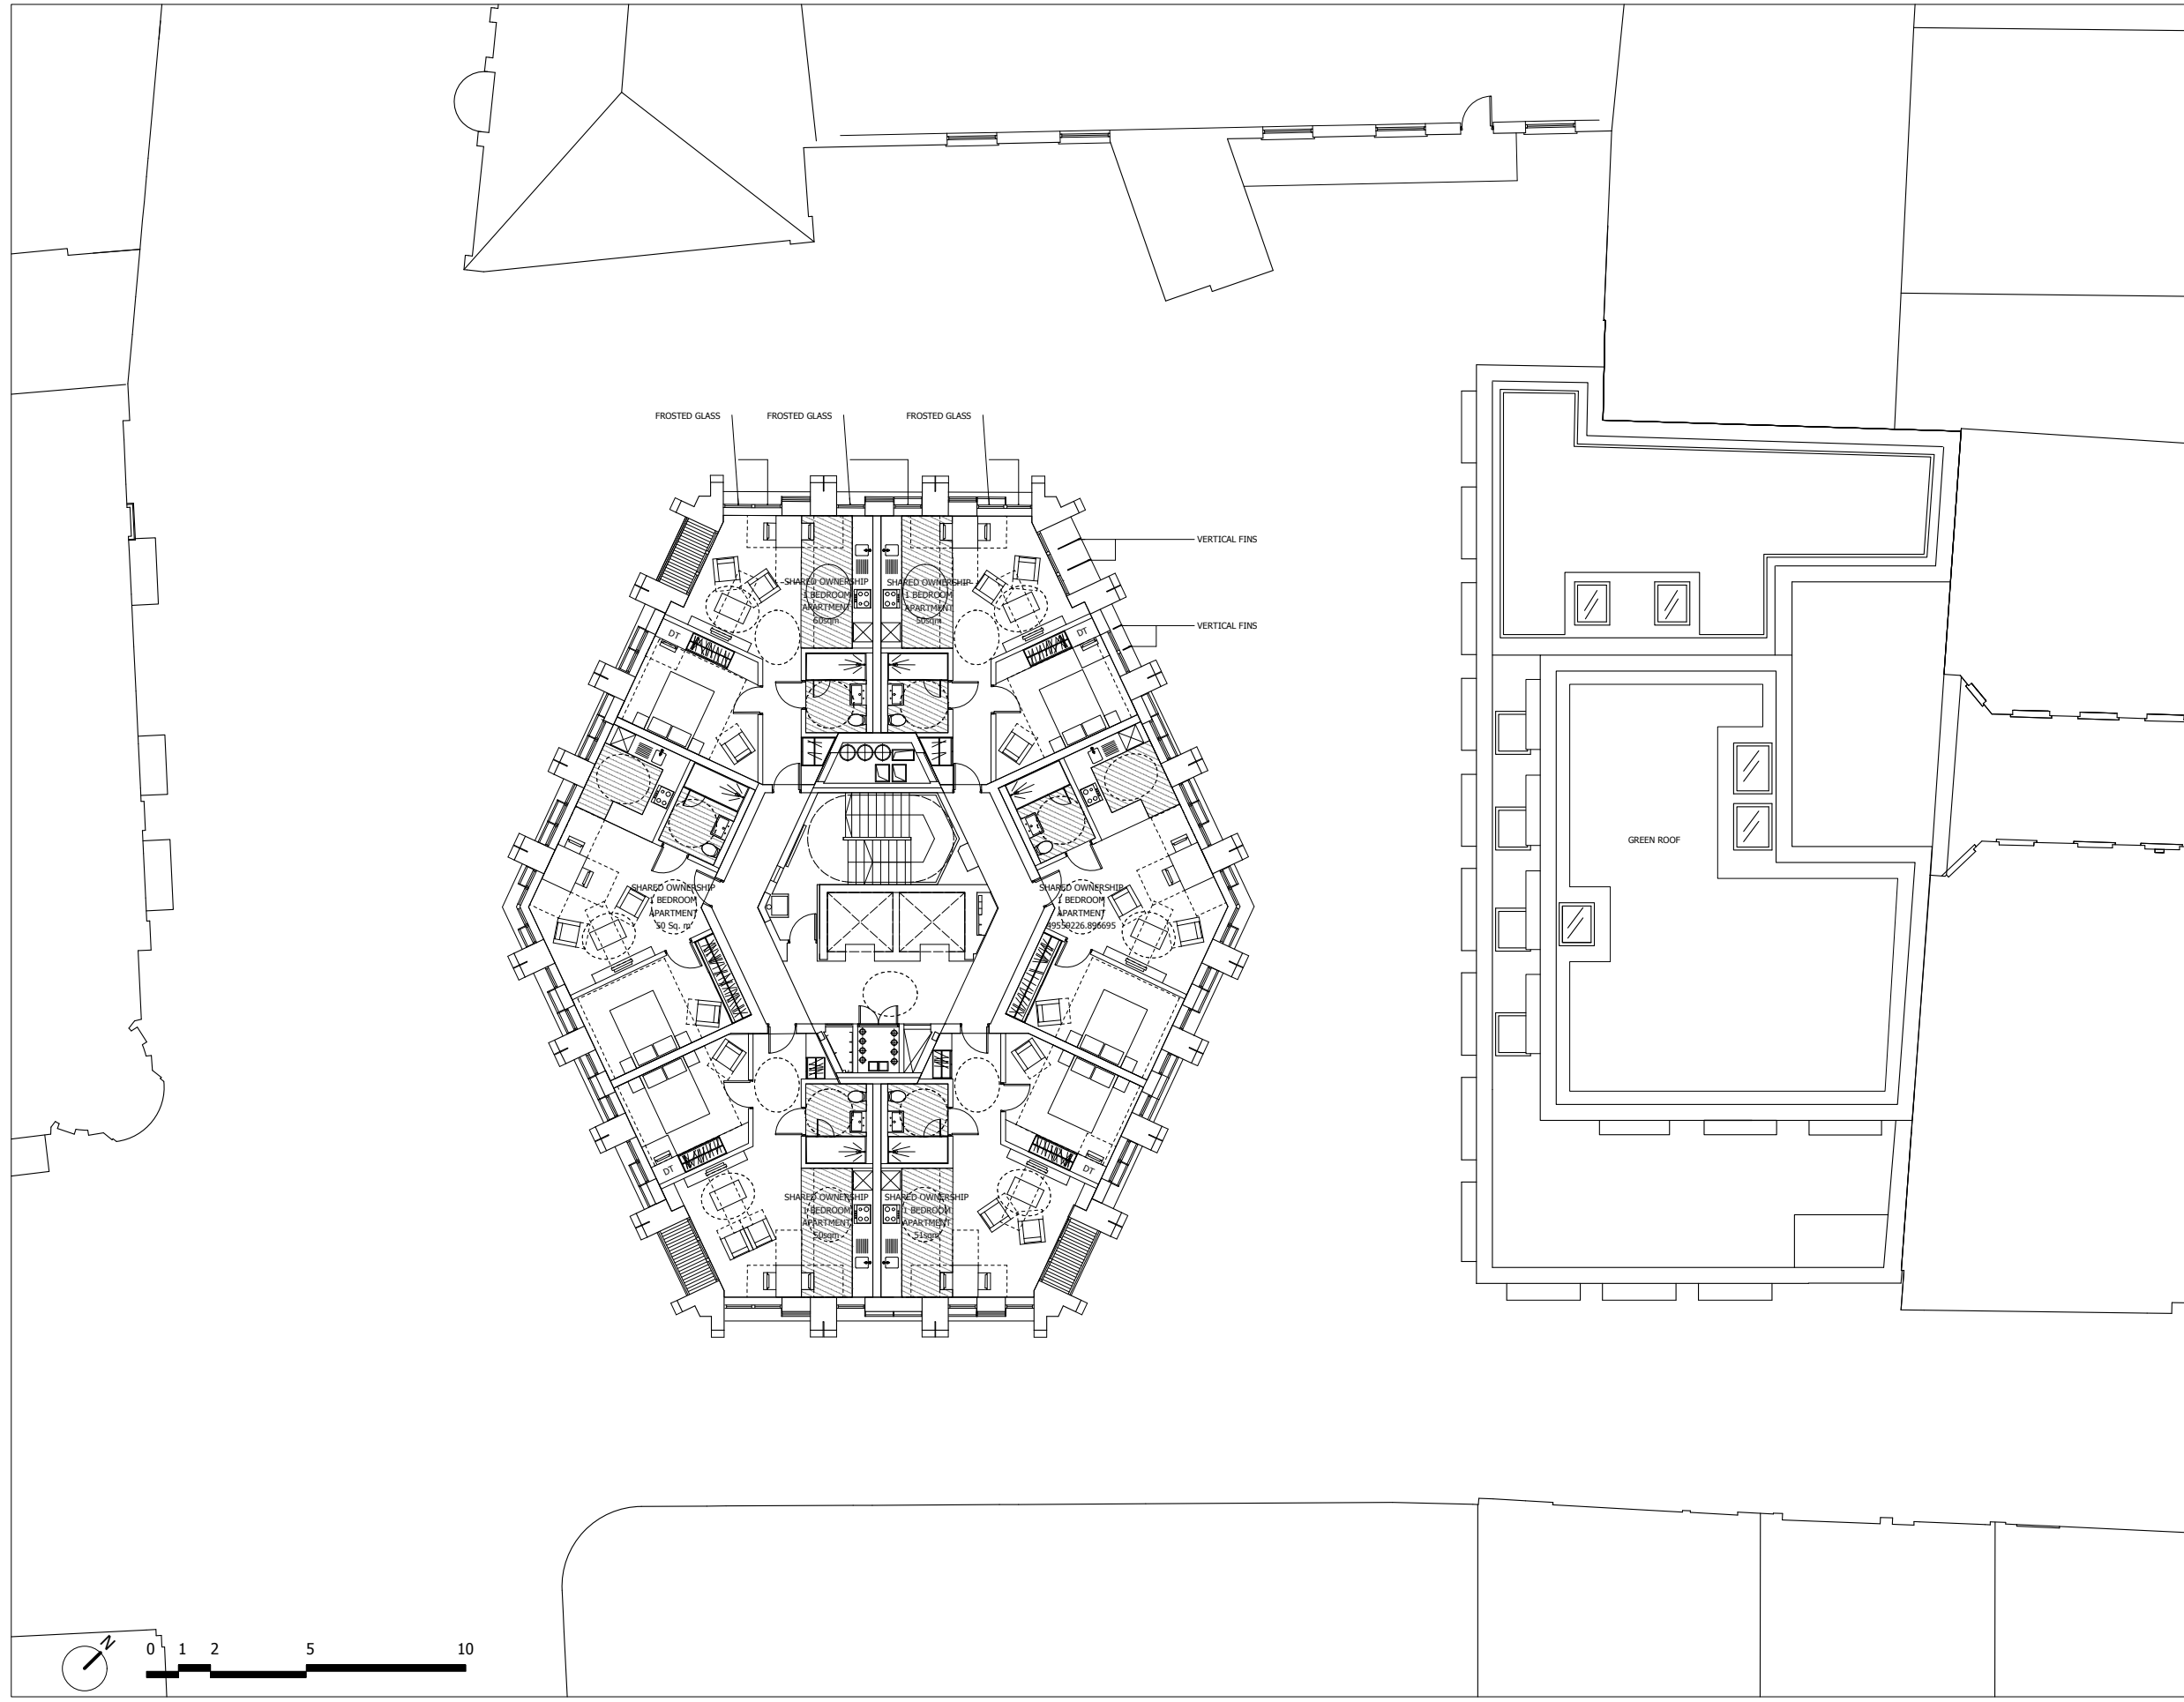 FROSTED GLASS
FROSTED GLASS
FROSTED GLASS
VERTICAL FINS
VERTICAL FINS
SHARED OWNERSHIP
1 BEDROOM
APARTMENT
60sqm
SHARED OWNERSHIP
1 BEDROOM
APARTMENT
50sqm
DT
DT
SHARED OWNERSHIP
1 BEDROOM
APARTMENT
50 Sq. m
SHARED OWNERSHIP
1 BEDROOM
APARTMENT
GREEN ROOF
DT
DT
SHARED OWNERSHIP
1 BEDROOM
APARTMENT
50sqm
SHARED OWNERSHIP
1 BEDROOM
APARTMENT
51sqm
N
0 1 2 5 10